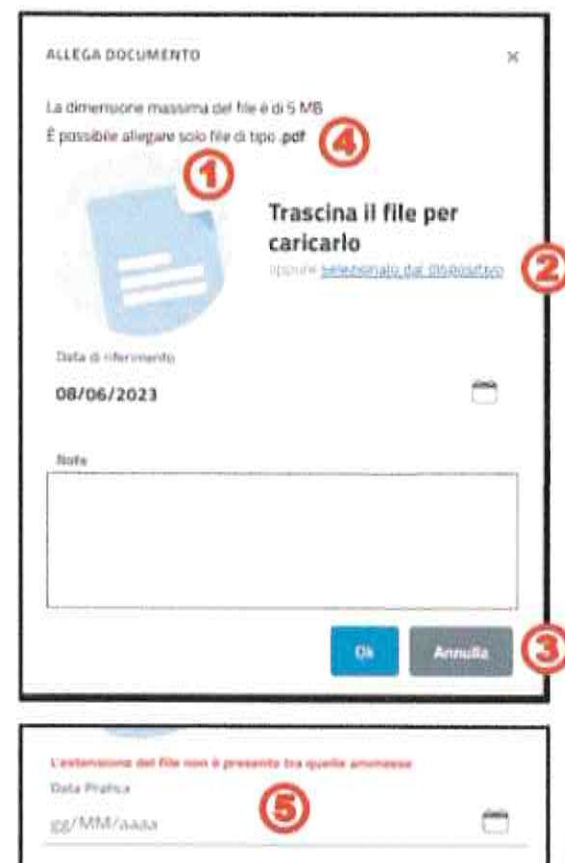 ALLEGA DOCUMENTO ×
La dimensione massima del file è di 5 MB
È possibile allegare solo file di tipo .pdf
4
1
Trascina il file per
caricarlo
oppure selezionalo dal dispositivo
2
Data di riferimento
08/06/2023
Note
Ok Annulla
3
L'estensione del file non è presente tra quelle ammesse
Data Pratica
gg/MM/aaaa
5